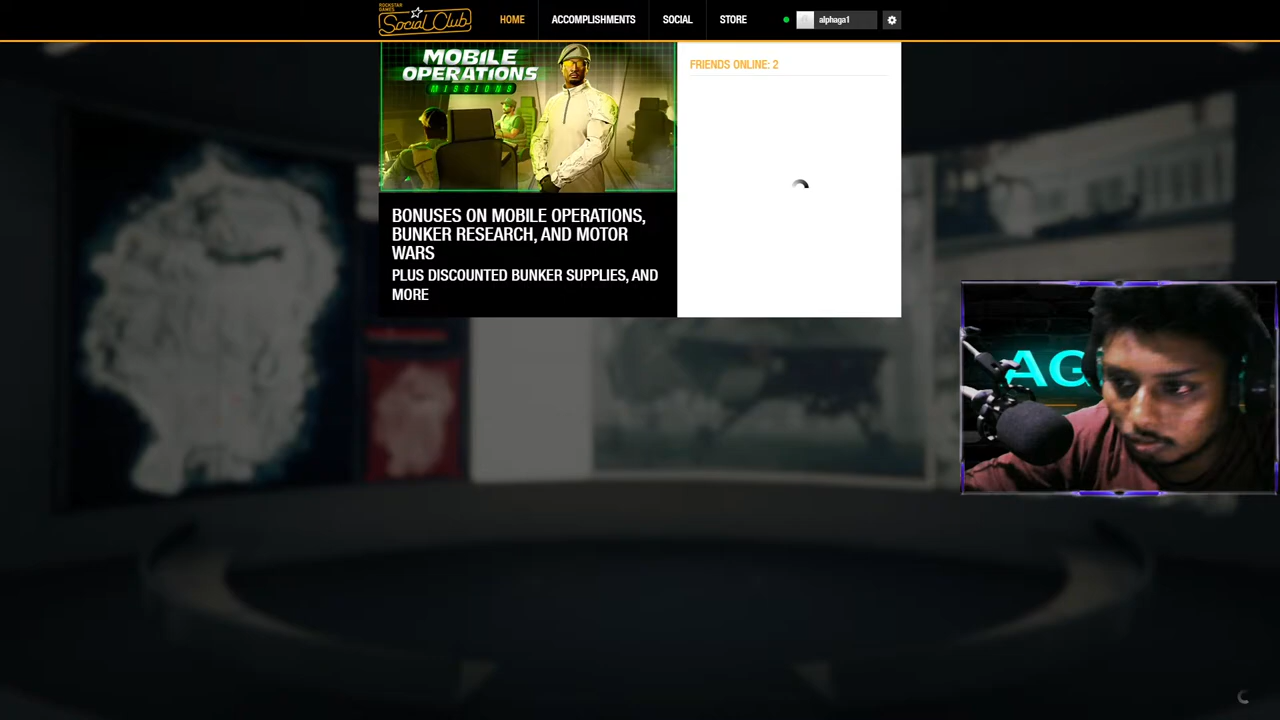 ROCKSTAR
GAMES
Social Club
HOME
ACCOMPLISHMENTS
SOCIAL
STORE
alphaga1
MOBILE
OPERATIONS
MISSIONS
FRIENDS ONLINE: 2
BONUSES ON MOBILE OPERATIONS,
BUNKER RESEARCH, AND MOTOR
WARS
PLUS DISCOUNTED BUNKER SUPPLIES, AND
MORE
AG